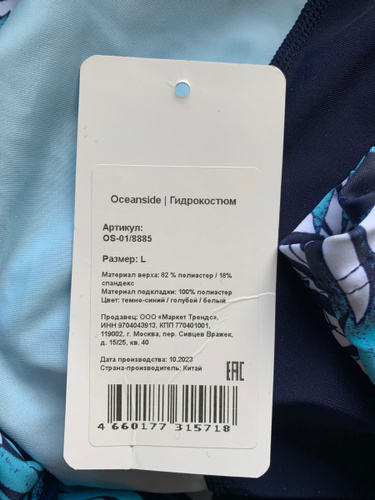 Oceanside | Гидрокостюм
Артикул:
OS-01/8885
Размер: L
Материал верха: 82 % полиэстер / 18%
спандекс
Материал подкладки: 100% полиэстер
Цвет: темно-синий / голубой / белый
Продавец: ООО «Маркет Трендс»,
ИНН 9704043913, КПП 770401001,
119002, г. Москва, пер. Сивцев Вражек,
д. 15/25, кв. 40
Дата производства: 10.2023
Страна-производитель: Китай
EAC
4 660177 315718